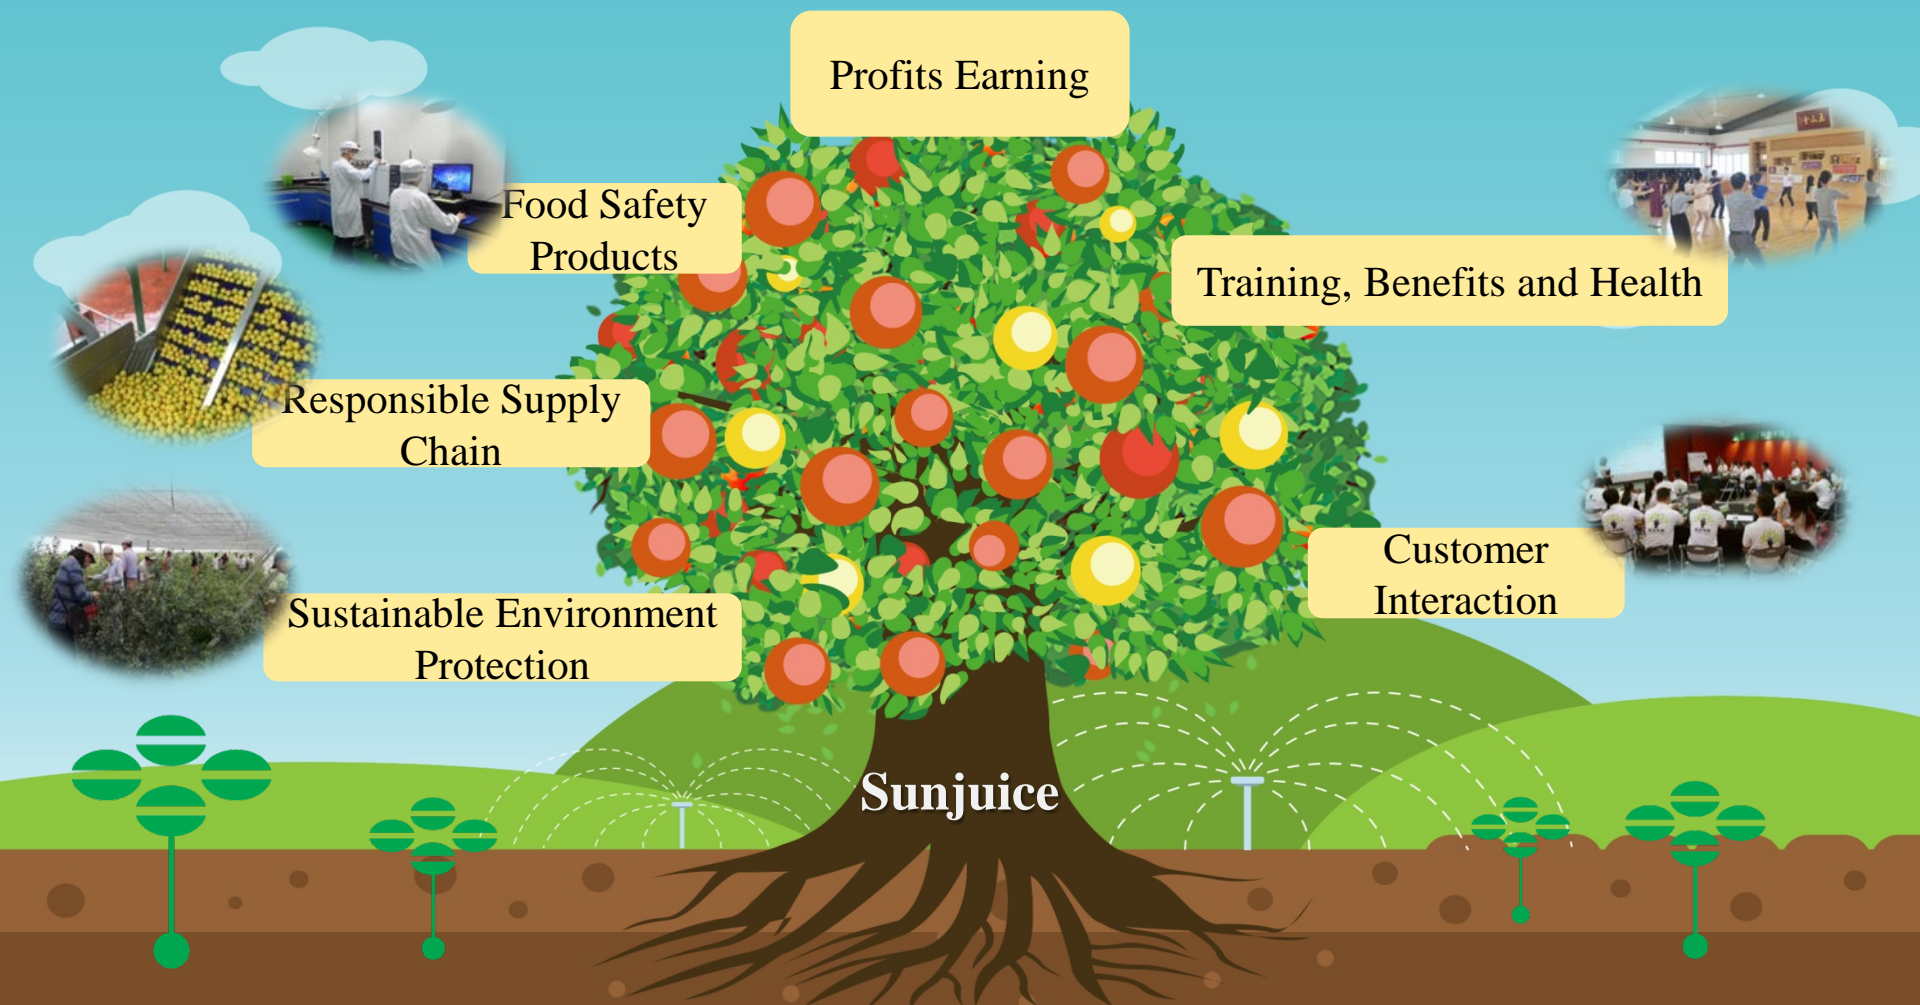 Profits Earning
Food Safety
Products
Training, Benefits and Health
Responsible Supply
Chain
Customer
Interaction
Sustainable Environment
Protection
Sunjuice